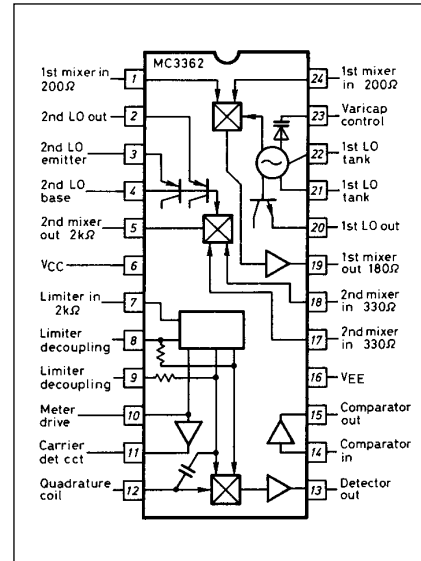 MC3362
1st mixer in
200Ω
1
2nd LO out
2
2nd LO
emitter
3
2nd LO
base
4
2nd mixer
out 2kΩ
5
VCC
6
Limiter in
2kΩ
7
Limiter
decoupling
8
Limiter
decoupling
9
Meter
drive
10
Carrier
det cct
11
Quadrature
coil
12
24
1st mixer
in 200Ω
23
Varicap
control
22
1st LO
tank
21
1st LO
tank
20
1st LO out
19
1st mixer
out 180Ω
18
2nd mixer
in 330Ω
17
2nd mixer
in 330Ω
16
VEE
15
Comparator
out
14
Comparator
in
13
Detector
out